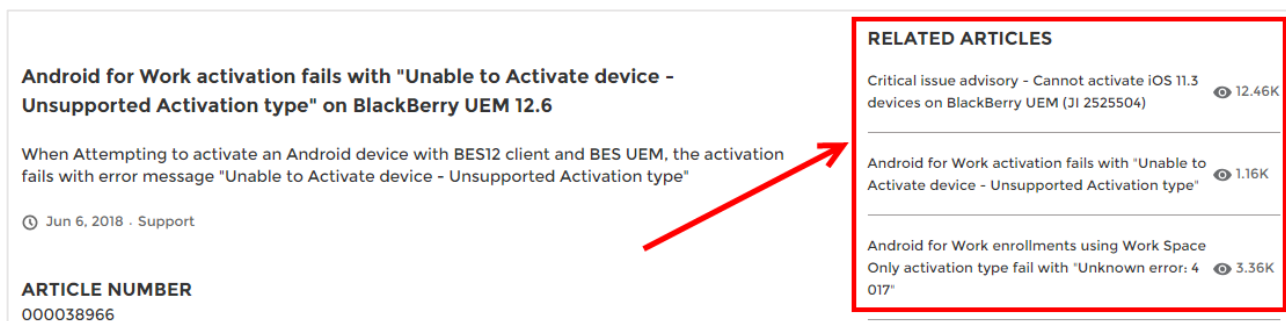 Android for Work activation fails with "Unable to Activate device -
Unsupported Activation type" on BlackBerry UEM 12.6
When Attempting to activate an Android device with BES12 client and BES UEM, the activation
fails with error message "Unable to Activate device - Unsupported Activation type"
Jun 6, 2018 . Support
ARTICLE NUMBER
000038966
RELATED ARTICLES
Critical issue advisory - Cannot activate iOS 11.3
devices on BlackBerry UEM (JI 2525504)
12.46K
Android for Work activation fails with "Unable to
Activate device - Unsupported Activation type"
1.16K
Android for Work enrollments using Work Space
Only activation type fail with "Unknown error: 4
017"
3.36K